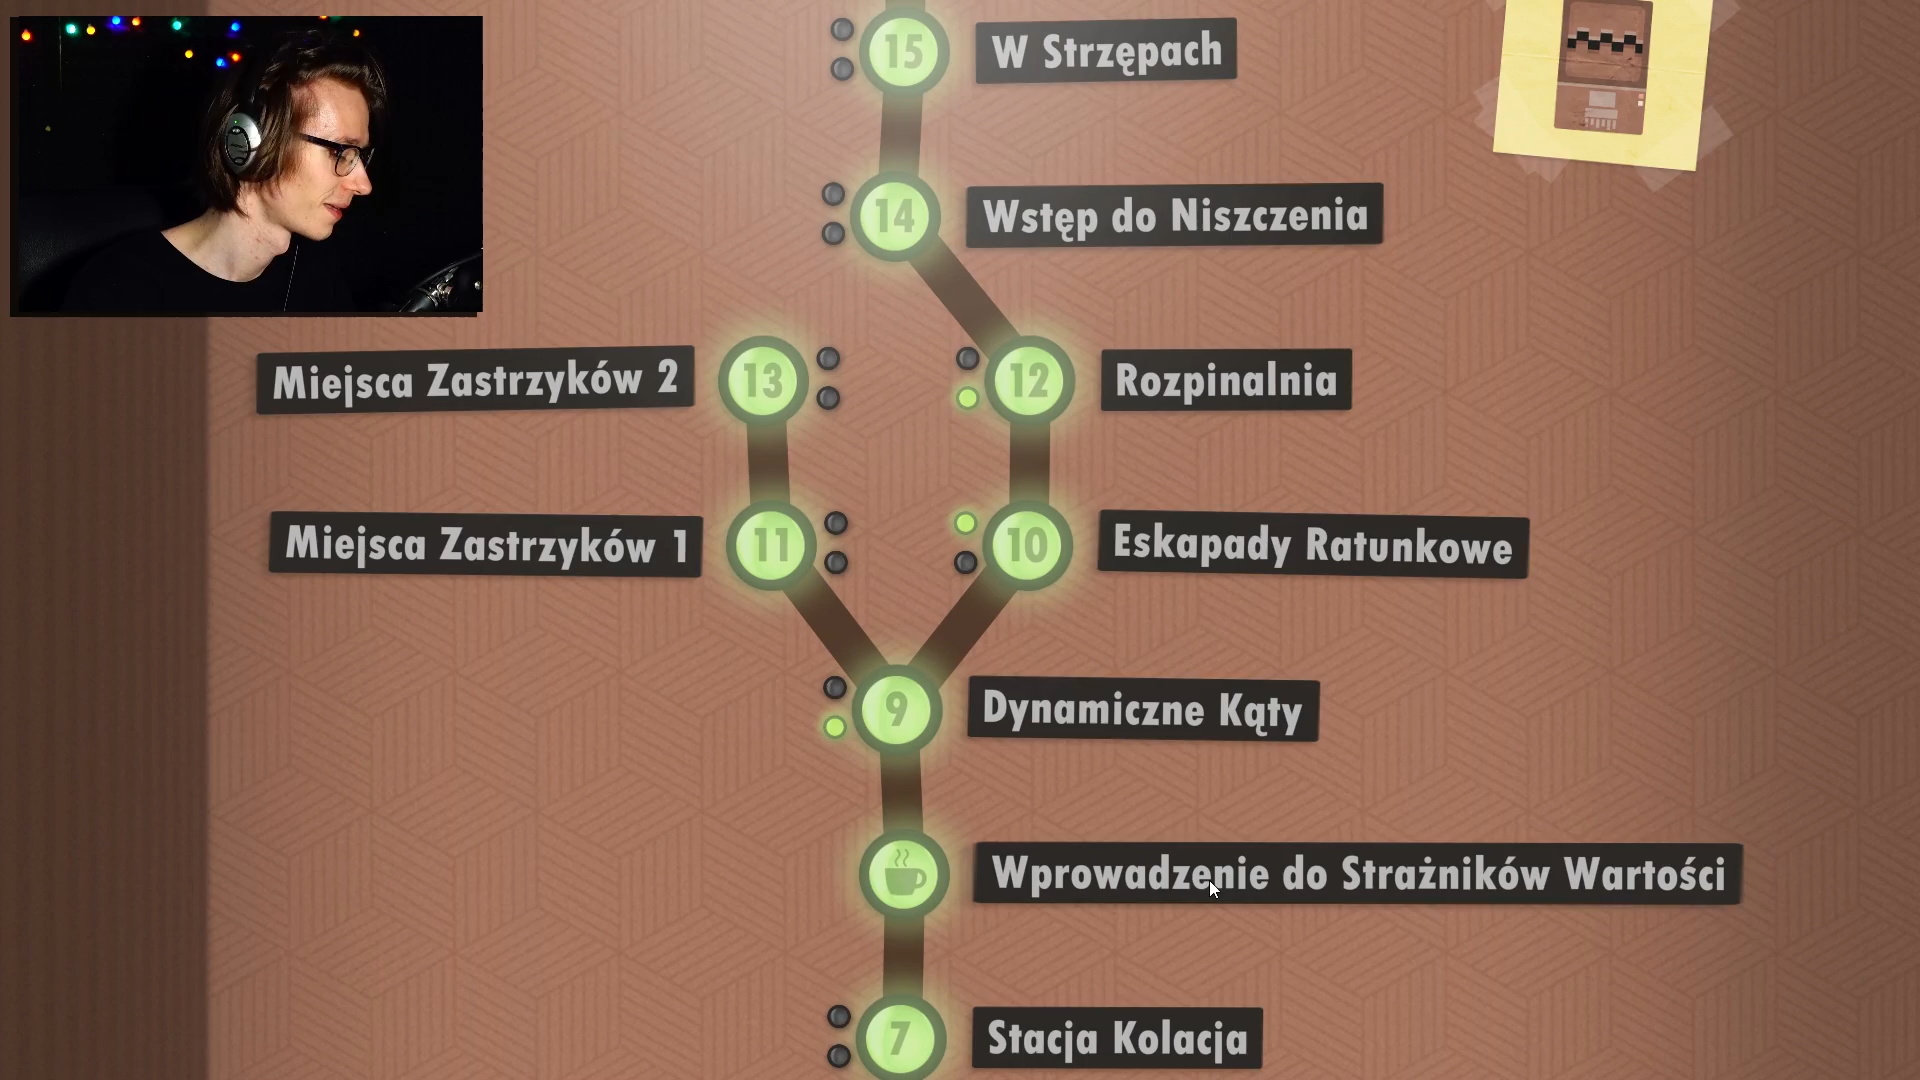 15 W Strzępach
14 Wstęp do Niszczenia
Miejsca Zastrzyków 2 13
12 Rozpinalnia
Miejsca Zastrzyków 1 11
10 Eskapady Ratunkowe
9 Dynamiczne Kąty
Wprowadzenie do Strażników Wartości
7 Stacja Kolacja